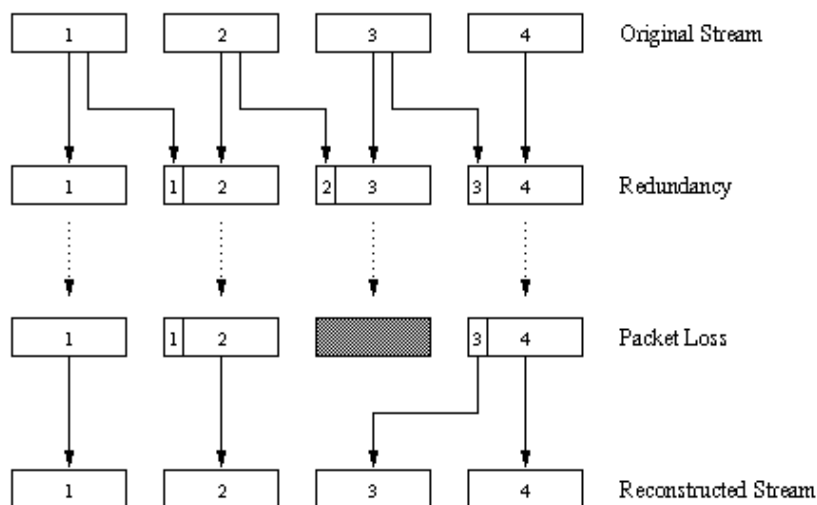 1 2 3 4 Original Stream
1 1 2 2 3 3 4 Redundancy
1 1 2 3 4 Packet Loss
1 2 3 4 Reconstructed Stream